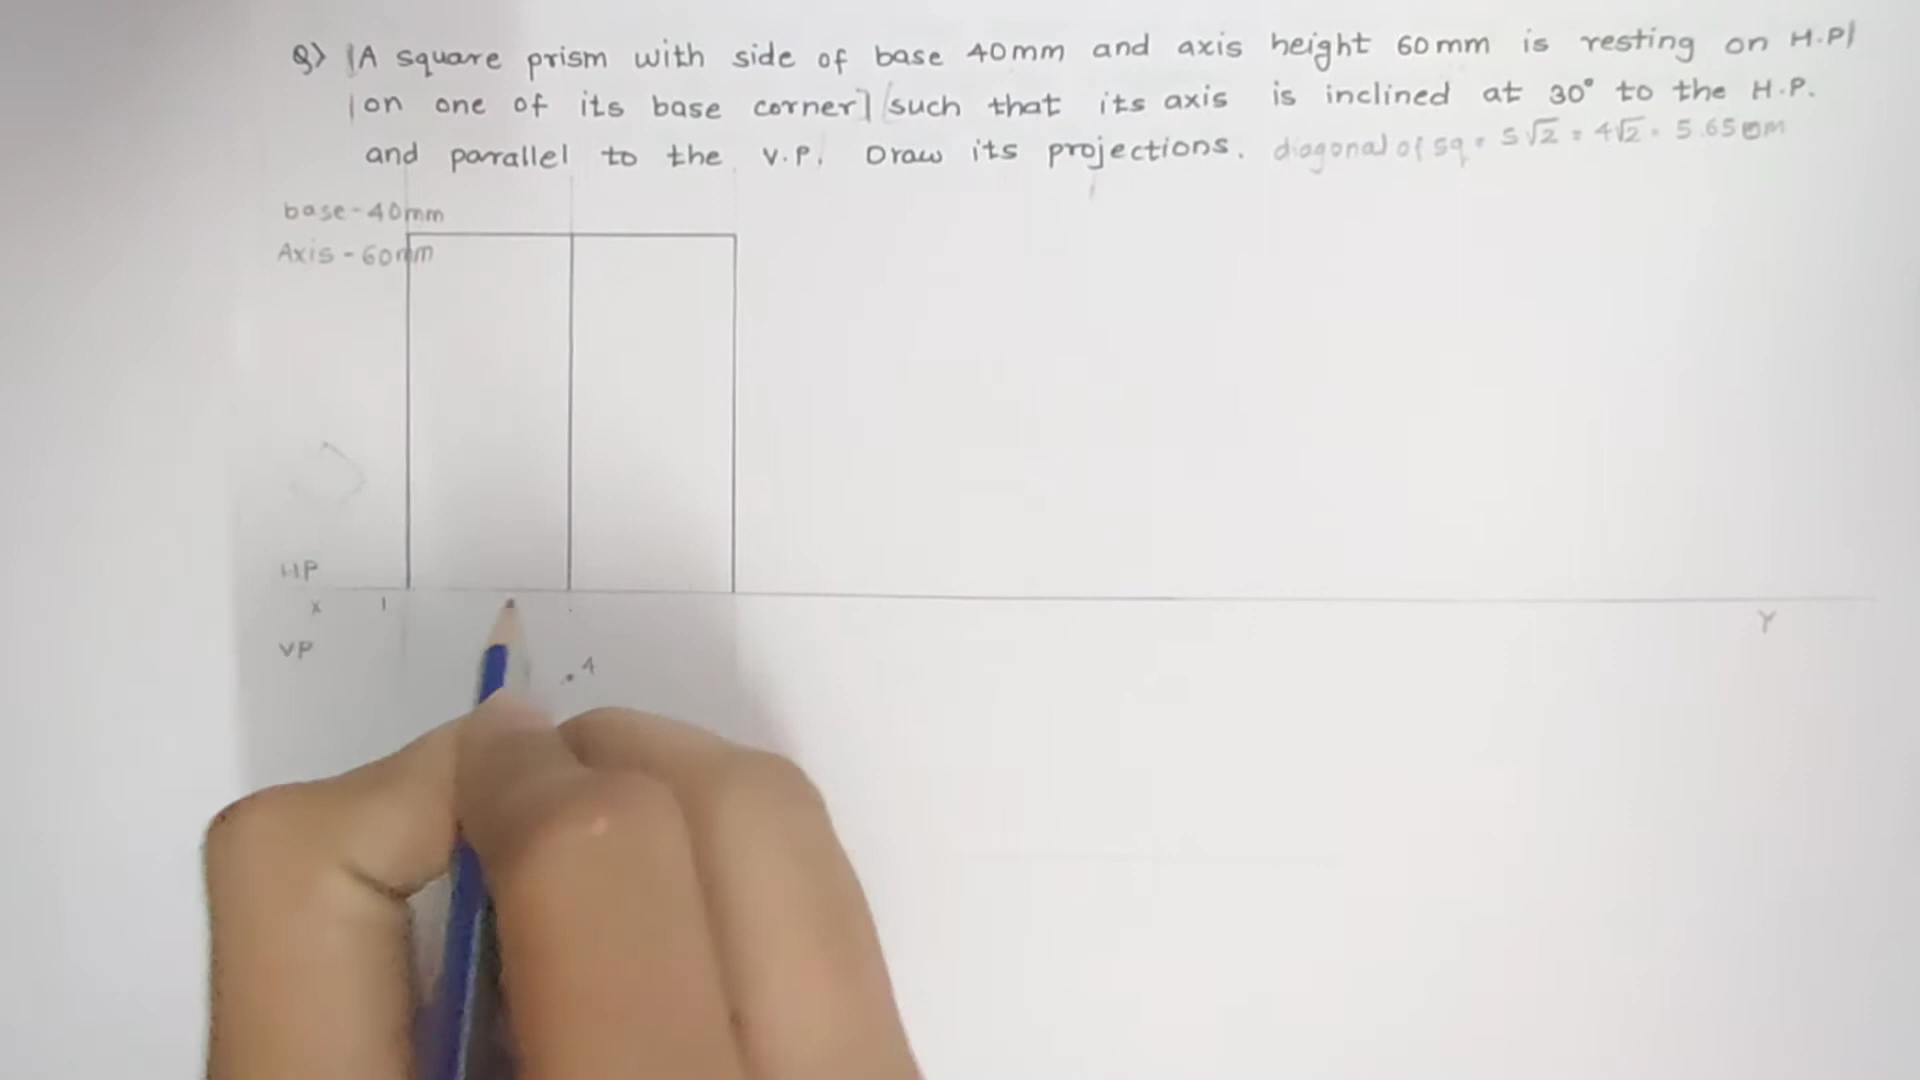 Q) A square prism with side of base 40mm and axis height 60mm is resting on H.P
on one of its base corner] such that its axis is inclined at 30° to the H.P.
and parallel to the V.P. Draw its projections. diagonal of sq = S√2 = 4√2 = 5.65
base-40mm
Axis-60mm
HP
X 1 Y
VP
4